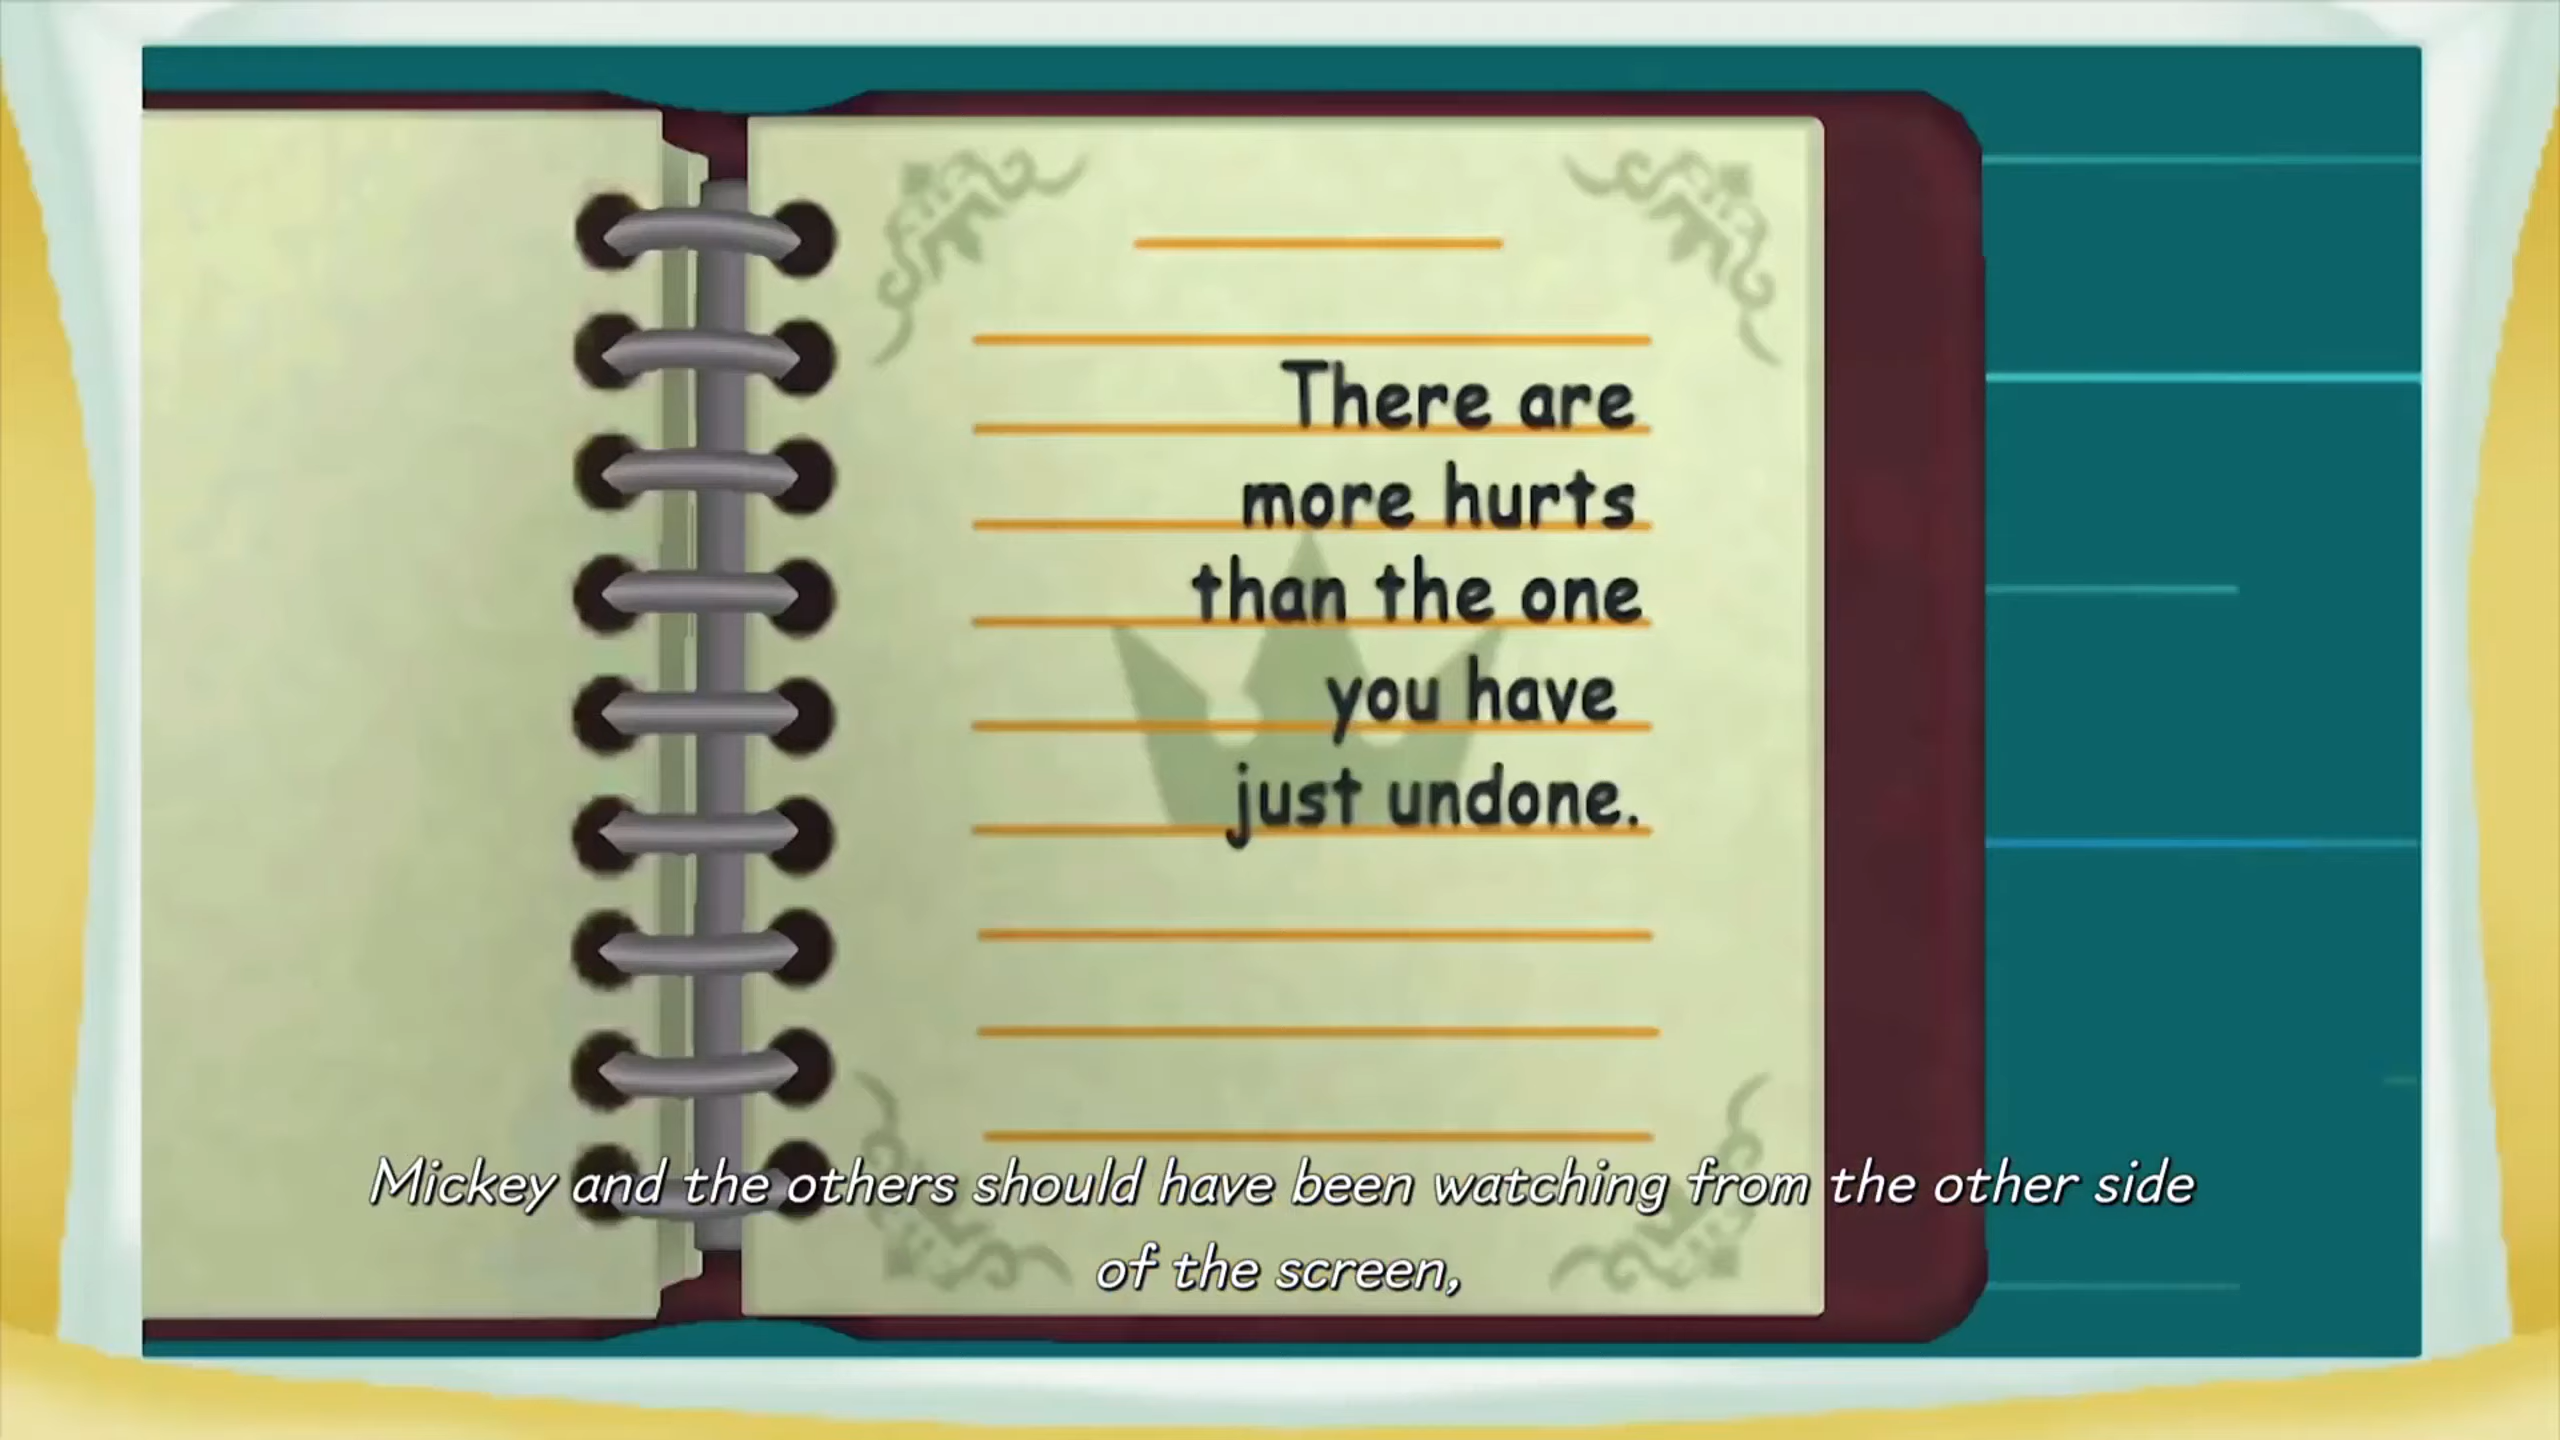 There are
more hurts
than the one
you have
just undone.
Mickey and the others should have been watching from the other side
of the screen,